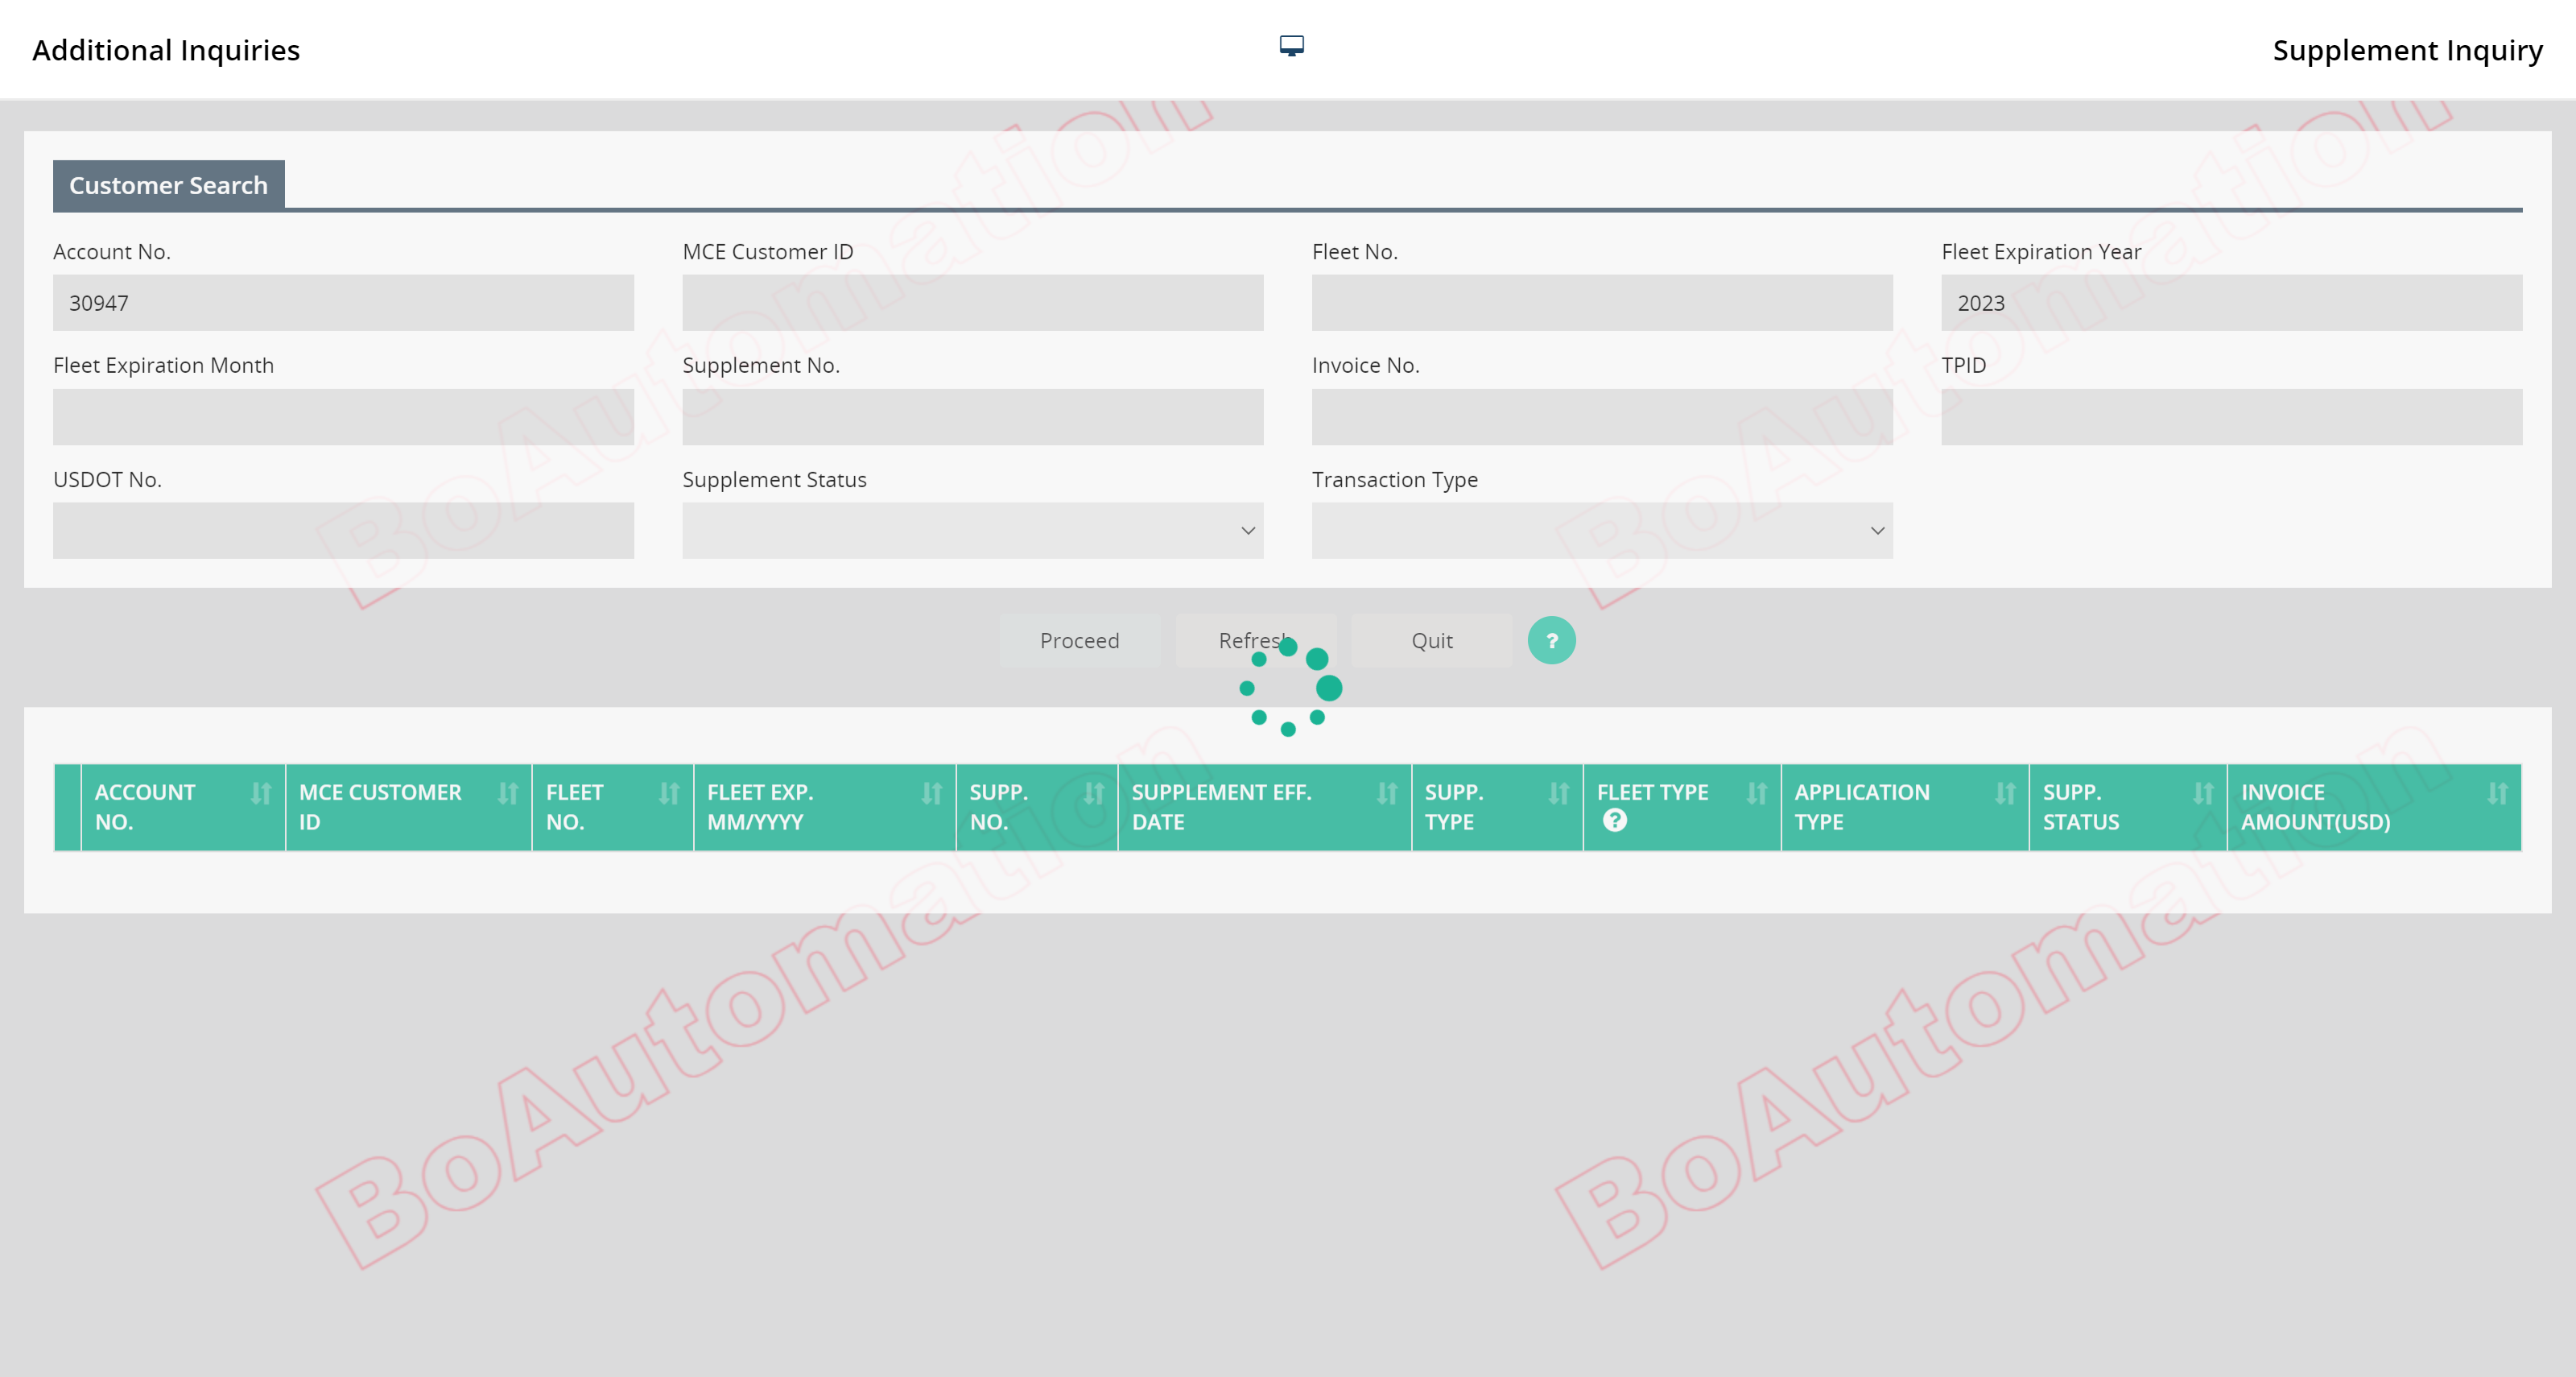 Additional Inquiries
Supplement Inquiry
Customer Search
Account No.
MCE Customer ID
Fleet No.
Fleet Expiration Year
30947
2023
Fleet Expiration Month
Supplement No.
Invoice No.
TPID
USDOT No.
Supplement Status
Transaction Type
Proceed
Refresh
Quit
?
ACCOUNT NO.
MCE CUSTOMER ID
FLEET NO.
FLEET EXP. MM/YYYY
SUPP. NO.
SUPPLEMENT EFF. DATE
SUPP. TYPE
FLEET TYPE ?
APPLICATION TYPE
SUPP. STATUS
INVOICE AMOUNT(USD)
BoAutomation
BoAutomation
BoAutomation
BoAutomation